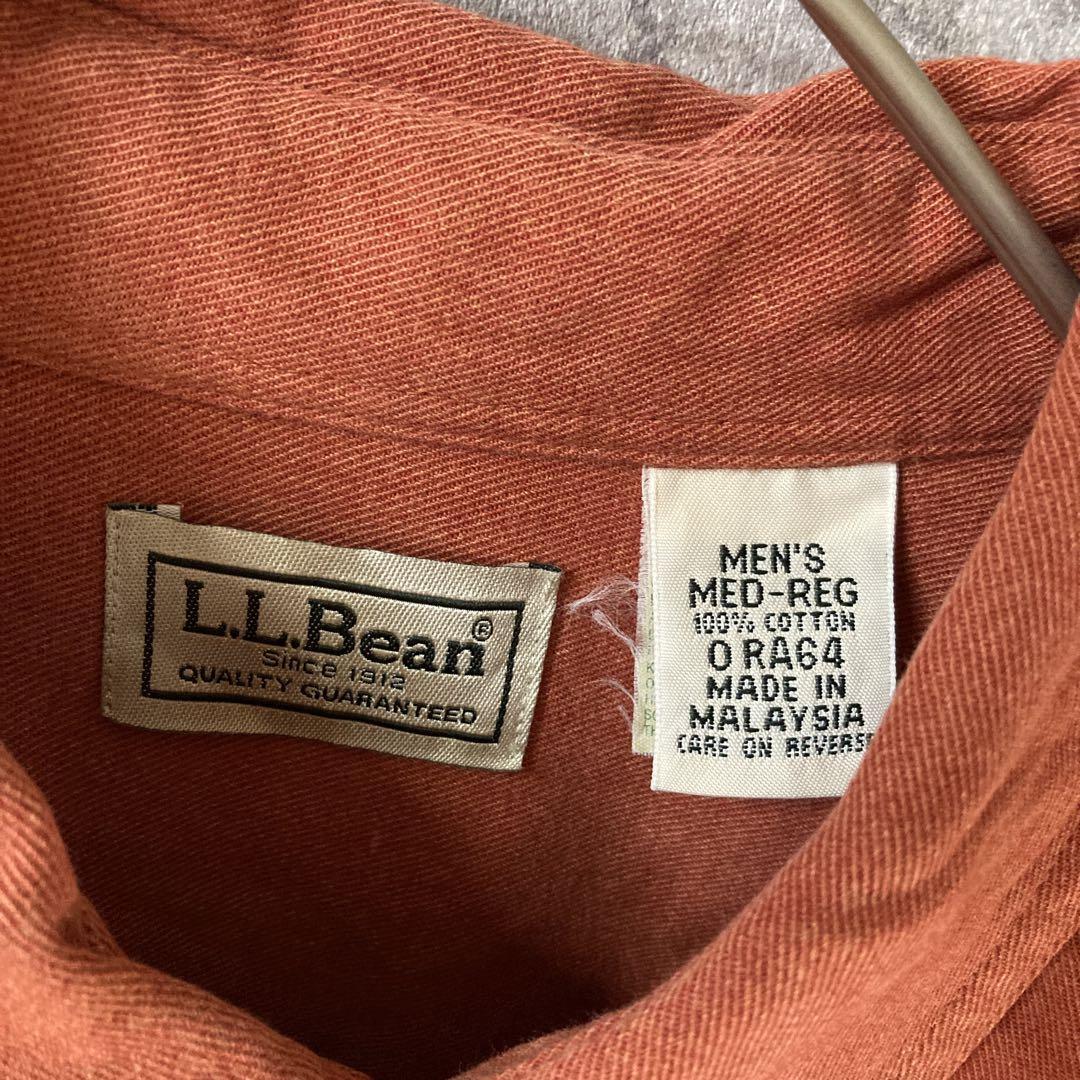 L.L.Bean®
Since 1912
QUALITY GUARANTEED
MEN'S
MED-REG
100% COTTON
0 RA64
MADE IN
MALAYSIA
CARE ON REVERSE